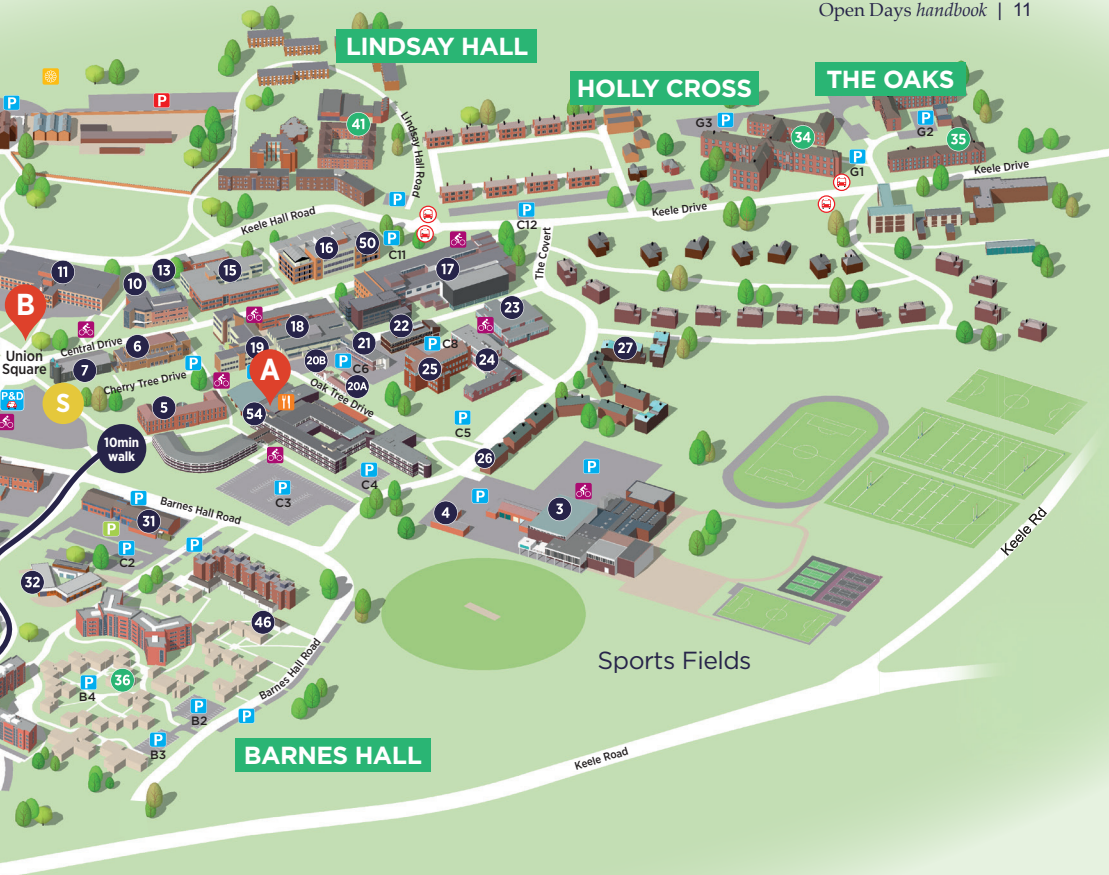 Open Days handbook | 11
LINDSAY HALL
HOLLY CROSS
THE OAKS
P
P
P
41
Lindsay Hall Road
G3
P
34
P
G2
35
P
G1
Keele Drive
Keele Hall Road
P
P
C12
Keele Drive
16
50
P
C11
17
The Covert
11
13
10
15
B
Union
Square
Central Drive
6
7
Cherry Tree Drive
P
18
19
20B
21
22
P
C8
23
P
C6
20A
25
24
27
A
Oak Tree Drive
P&D
S
5
54
P
C5
26
10min
walk
P
C4
P
C3
P
P
4
3
P
Barnes Hall Road
31
P
P
C2
P
32
46
Keele Rd
Sports Fields
Barnes Hall Road
P
B4
36
P
B2
P
P
B3
BARNES HALL
Keele Road